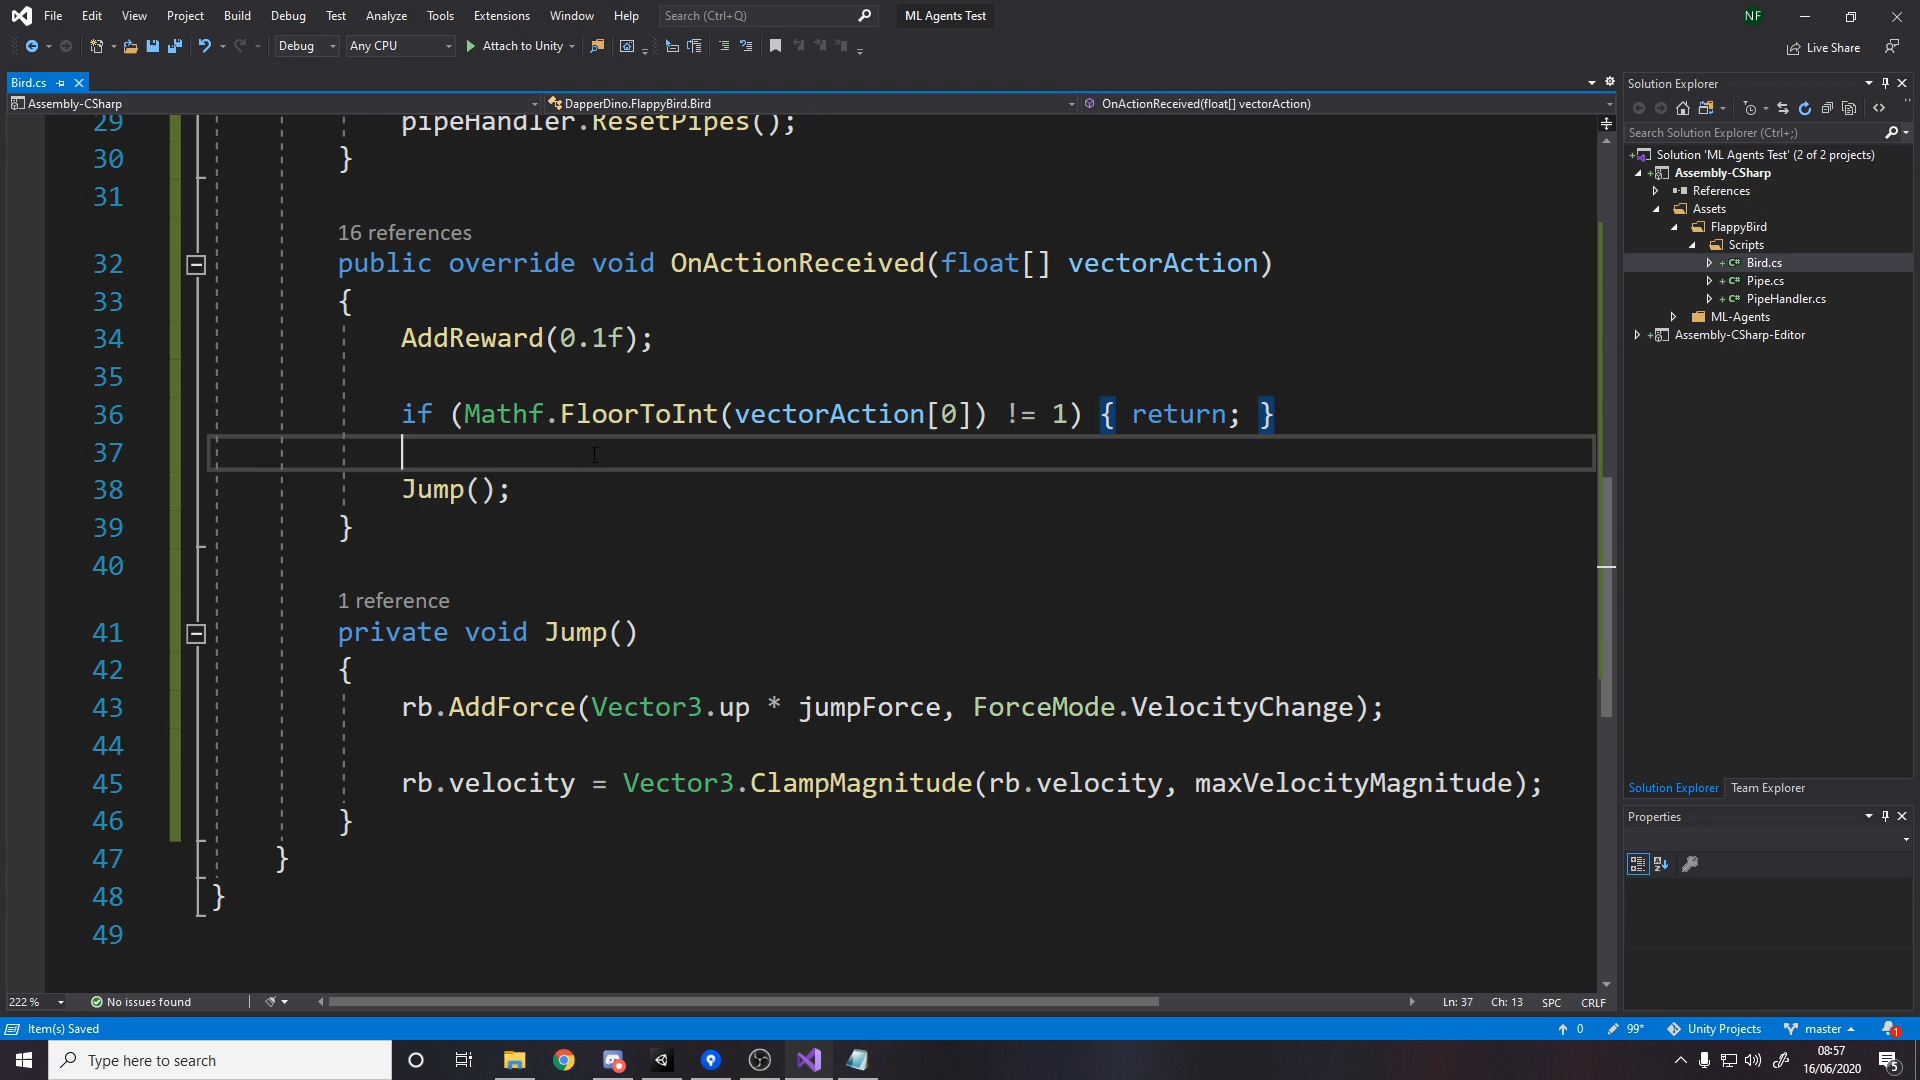 File Edit View Project Build Debug Test Analyze Tools Extensions Window Help Search (Ctrl+Q) ML Agents Test NF
Debug Any CPU Attach to Unity Live Share
Bird.cs
Assembly-CSharp DapperDino.FlappyBird.Bird OnActionReceived(float[] vectorAction)
29 pipeHandler.ResetPipes();
30 }
31
16 references
32 public override void OnActionReceived(float[] vectorAction)
33 {
34 AddReward(0.1f);
35
36 if (Mathf.FloorToInt(vectorAction[0]) != 1) { return; }
37
38 Jump();
39 }
40
1 reference
41 private void Jump()
42 {
43 rb.AddForce(Vector3.up * jumpForce, ForceMode.VelocityChange);
44
45 rb.velocity = Vector3.ClampMagnitude(rb.velocity, maxVelocityMagnitude);
46 }
47 }
48 }
49
222 % No issues found Ln: 37 Ch: 13 SPC CRLF
Solution Explorer
Search Solution Explorer (Ctrl+;)
Solution 'ML Agents Test' (2 of 2 projects)
Assembly-CSharp
References
Assets
FlappyBird
Scripts
C# Bird.cs
C# Pipe.cs
C# PipeHandler.cs
ML-Agents
Assembly-CSharp-Editor
Solution Explorer Team Explorer
Properties
Item(s) Saved 0 99* Unity Projects master 1
Type here to search 08:57
16/06/2020 5